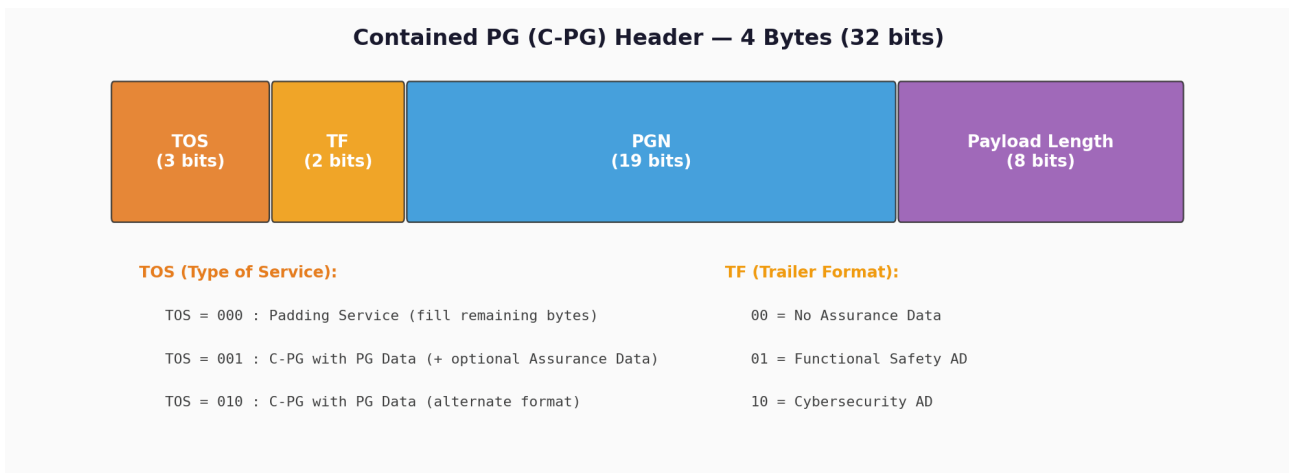 Contained PG (C-PG) Header — 4 Bytes (32 bits)
TOS
(3 bits)
TF
(2 bits)
PGN
(19 bits)
Payload Length
(8 bits)
TOS (Type of Service):
TOS = 000 : Padding Service (fill remaining bytes)
TOS = 001 : C-PG with PG Data (+ optional Assurance Data)
TOS = 010 : C-PG with PG Data (alternate format)
TF (Trailer Format):
00 = No Assurance Data
01 = Functional Safety AD
10 = Cybersecurity AD